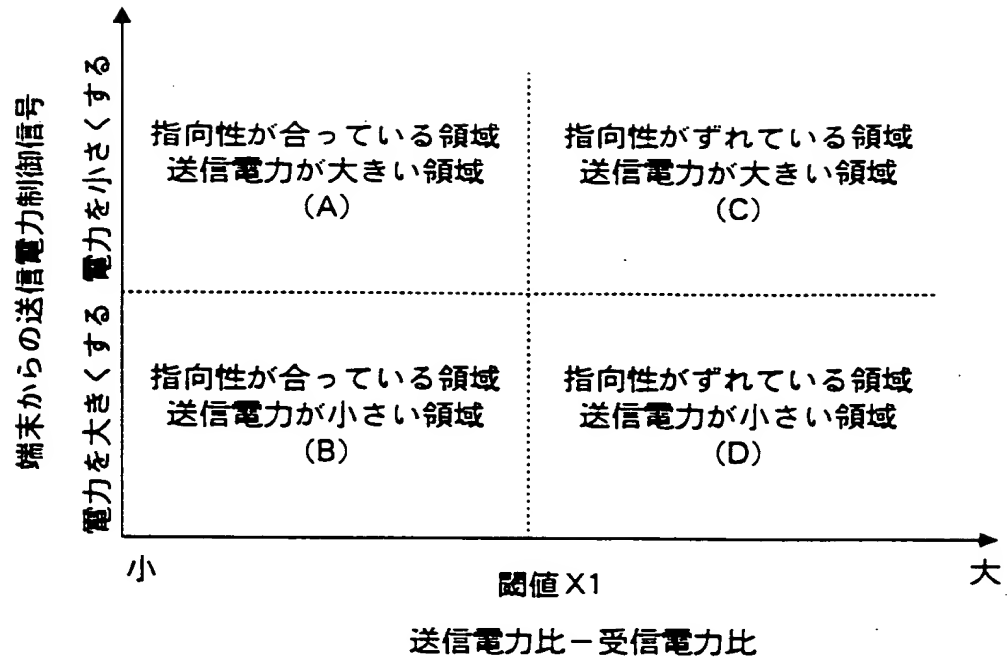 端末からの送信電力制御信号
電力を小さくする
電力を大きくする
指向性が合っている領域
送信電力が大きい領域
(A)
指向性がずれている領域
送信電力が大きい領域
(C)
指向性が合っている領域
送信電力が小さい領域
(B)
指向性がずれている領域
送信電力が小さい領域
(D)
小
閾値X1
大
送信電力比−受信電力比